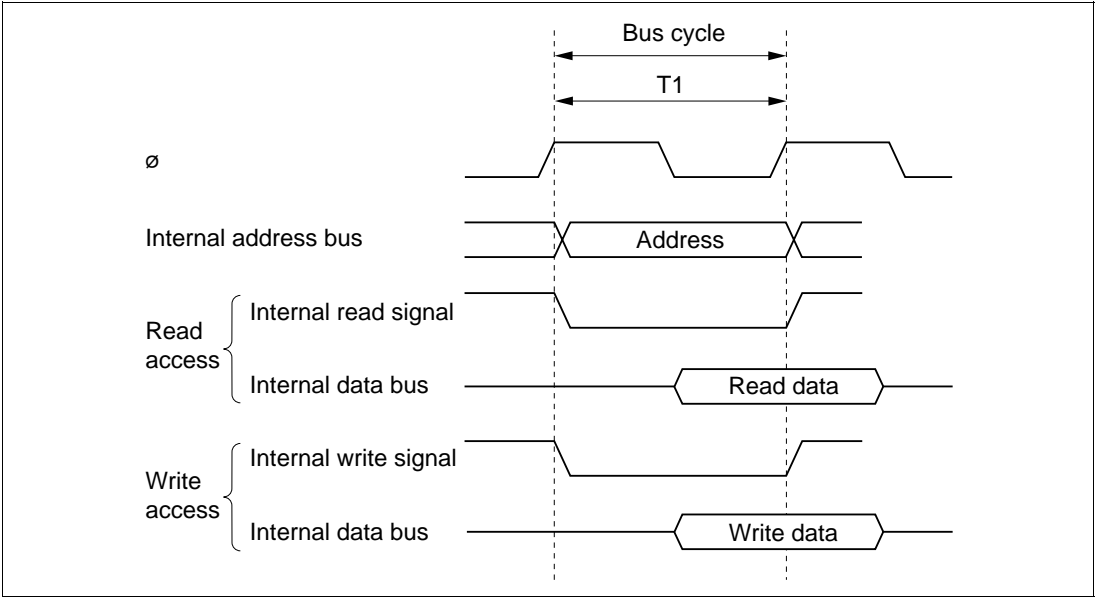 Bus cycle
T1
ø
Internal address bus
Address
Read
access
Internal read signal
Internal data bus
Read data
Write
access
Internal write signal
Internal data bus
Write data